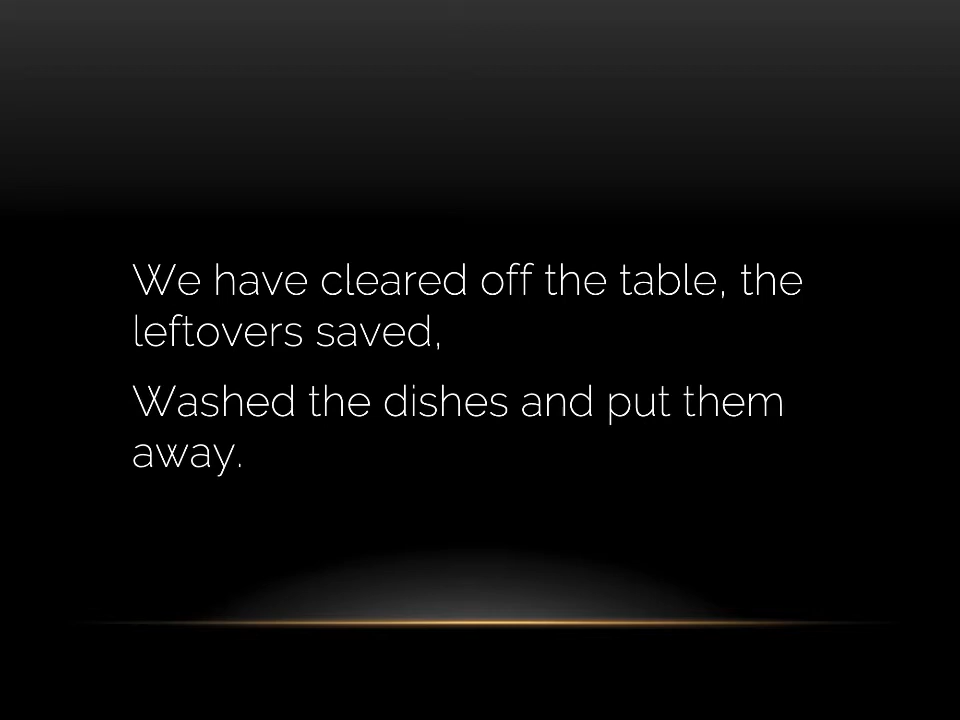 We have cleared off the table, the
leftovers saved,
Washed the dishes and put them
away.